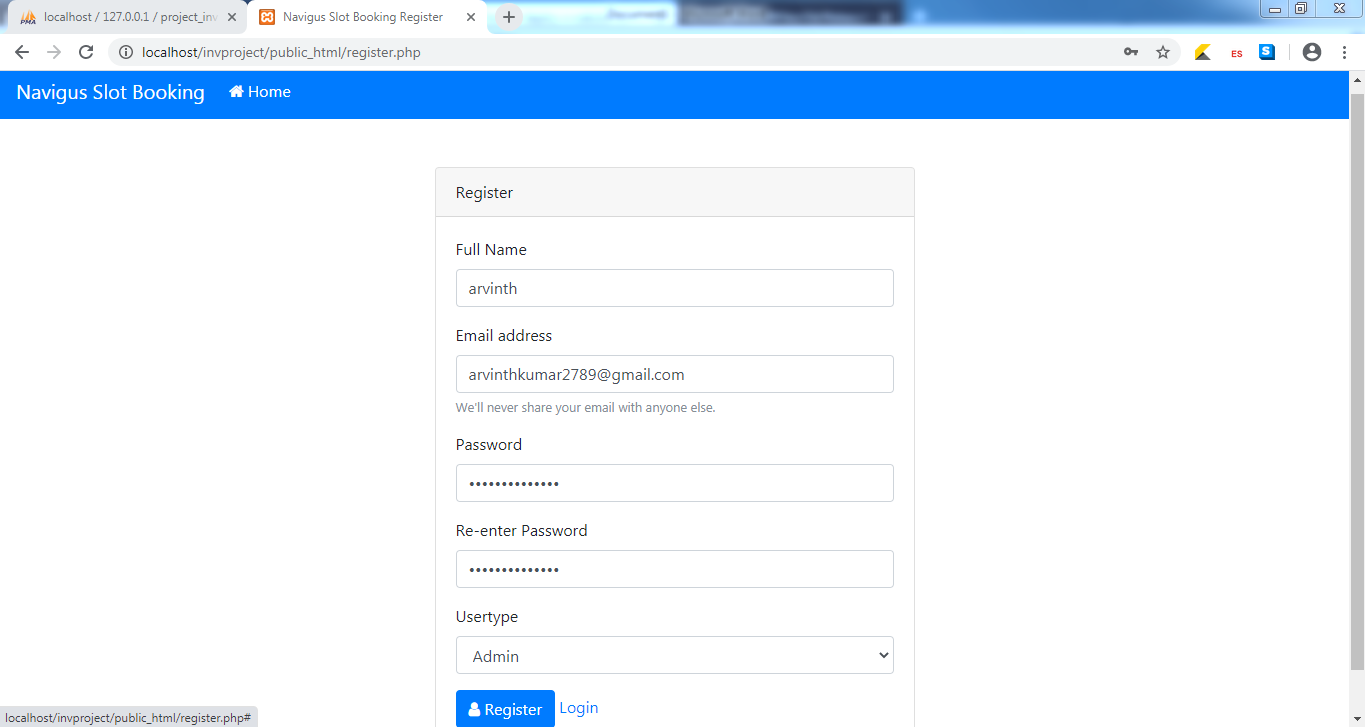 localhost / 127.0.0.1 / project_inv
Navigus Slot Booking Register
localhost/invproject/public_html/register.php
ES
S
Navigus Slot Booking
Home
Register
Full Name
arvinth
Email address
arvinthkumar2789@gmail.com
We'll never share your email with anyone else.
Password
••••••••••••••
Re-enter Password
••••••••••••••
Usertype
Admin
Register Login
localhost/invproject/public_html/register.php#